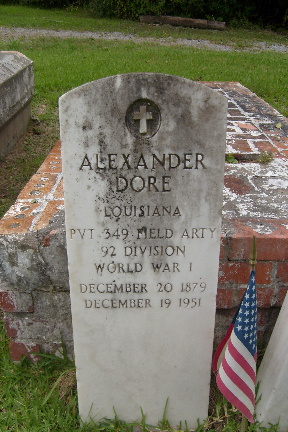 ALEXANDER
DORE
LOUISIANA
PVT 349 FIELD ARTY
92 DIVISION
WORLD WAR I
DECEMBER 20 1879
DECEMBER 19 1951